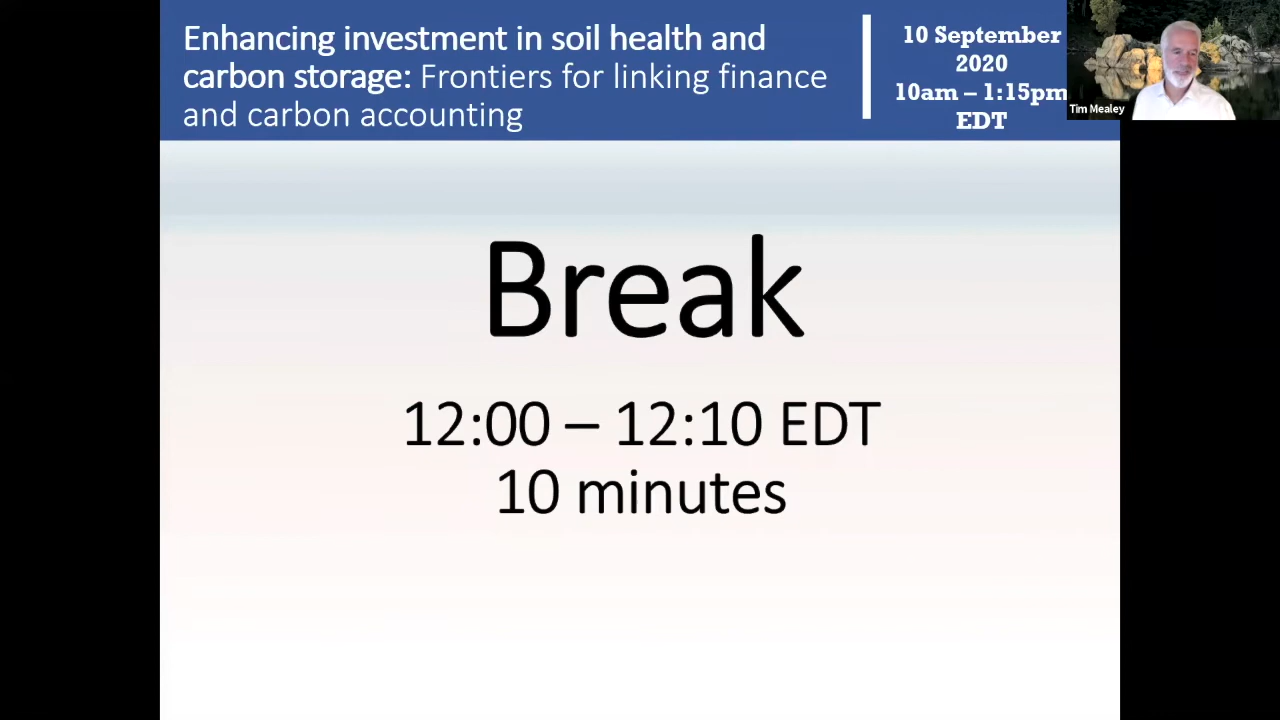 Enhancing investment in soil health and
carbon storage: Frontiers for linking finance
and carbon accounting
10 September
2020
10am – 1:15pm
EDT
Tim Mealey
Break
12:00 – 12:10 EDT
10 minutes